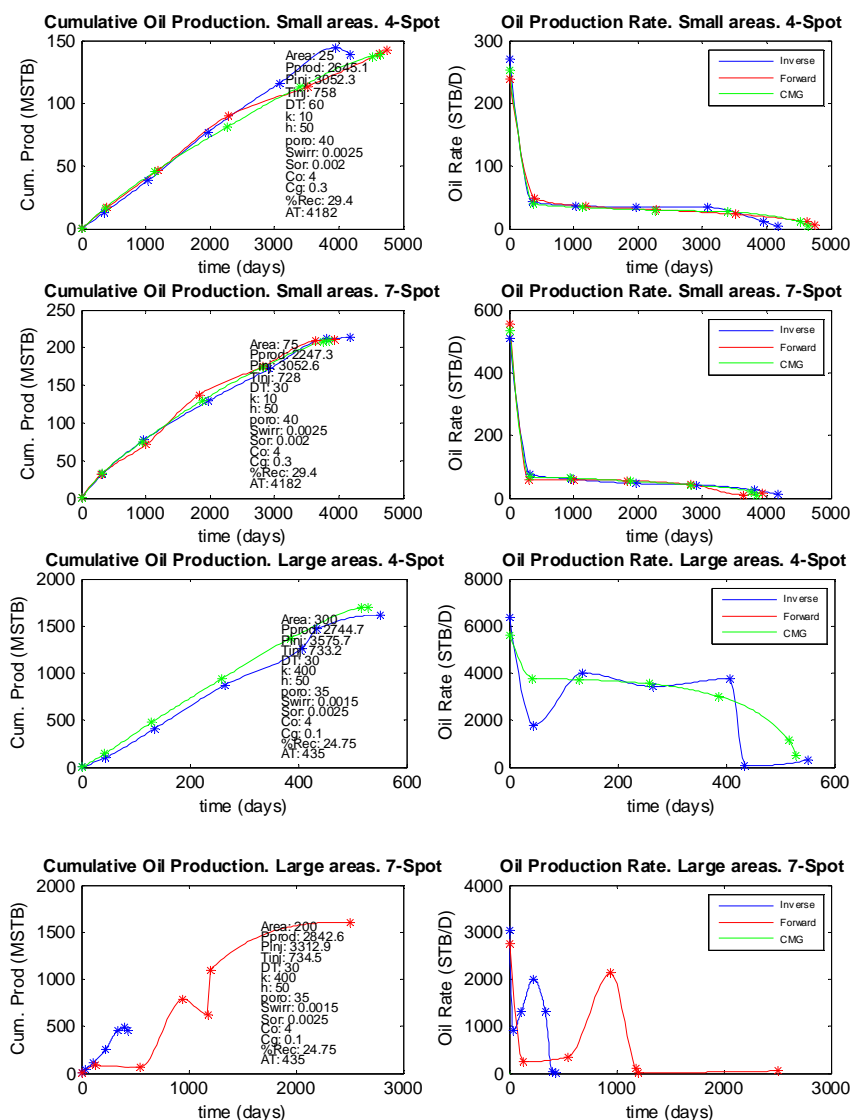 Cumulative Oil Production. Small areas. 4-Spot
Cum. Prod (MSTB)
150
100
50
0
Area: 25
Pprod: 2645.1
Pinj: 3052.3
Tinj: 758
DT: 60
k: 10
h: 50
poro: 40
Swirr: 0.0025
Sor: 0.002
Co: 4
Cg: 0.3
%Rec: 29.4
AT: 4182
0 1000 2000 3000 4000 5000
time (days)
Oil Production Rate. Small areas. 4-Spot
Oil Rate (STB/D)
300
200
100
0
Inverse
Forward
CMG
0 1000 2000 3000 4000 5000
time (days)
Cumulative Oil Production. Small areas. 7-Spot
Cum. Prod (MSTB)
250
200
150
100
50
0
Area: 75
Pprod: 2247.3
Pinj: 3052.6
Tinj: 728
DT: 30
k: 10
h: 50
poro: 40
Swirr: 0.0025
Sor: 0.002
Co: 4
Cg: 0.3
%Rec: 29.4
AT: 4182
0 1000 2000 3000 4000 5000
time (days)
Oil Production Rate. Small areas. 7-Spot
Oil Rate (STB/D)
600
400
200
0
Inverse
Forward
CMG
0 1000 2000 3000 4000 5000
time (days)
Cumulative Oil Production. Large areas. 4-Spot
Cum. Prod (MSTB)
2000
1500
1000
500
0
Area: 300
Pprod: 2744.7
Pinj: 3575.7
Tinj: 733.2
DT: 30
k: 400
h: 50
poro: 35
Swirr: 0.0015
Sor: 0.0025
Co: 4
Cg: 0.1
%Rec: 24.75
AT: 435
0 200 400 600
time (days)
Oil Production Rate. Large areas. 4-Spot
Oil Rate (STB/D)
8000
6000
4000
2000
0
Inverse
Forward
CMG
0 200 400 600
time (days)
Cumulative Oil Production. Large areas. 7-Spot
Cum. Prod (MSTB)
2000
1500
1000
500
0
Area: 200
Pprod: 2842.6
PInj: 3312.9
Tinj: 734.5
DT: 30
k: 400
h: 50
poro: 35
Swirr: 0.0015
Sor: 0.0025
Co: 4
Cg: 0.1
%Rec: 24.75
AT: 435
0 1000 2000 3000
time (days)
Oil Production Rate. Large areas. 7-Spot
Oil Rate (STB/D)
4000
3000
2000
1000
0
Inverse
Forward
CMG
0 1000 2000 3000
time (days)